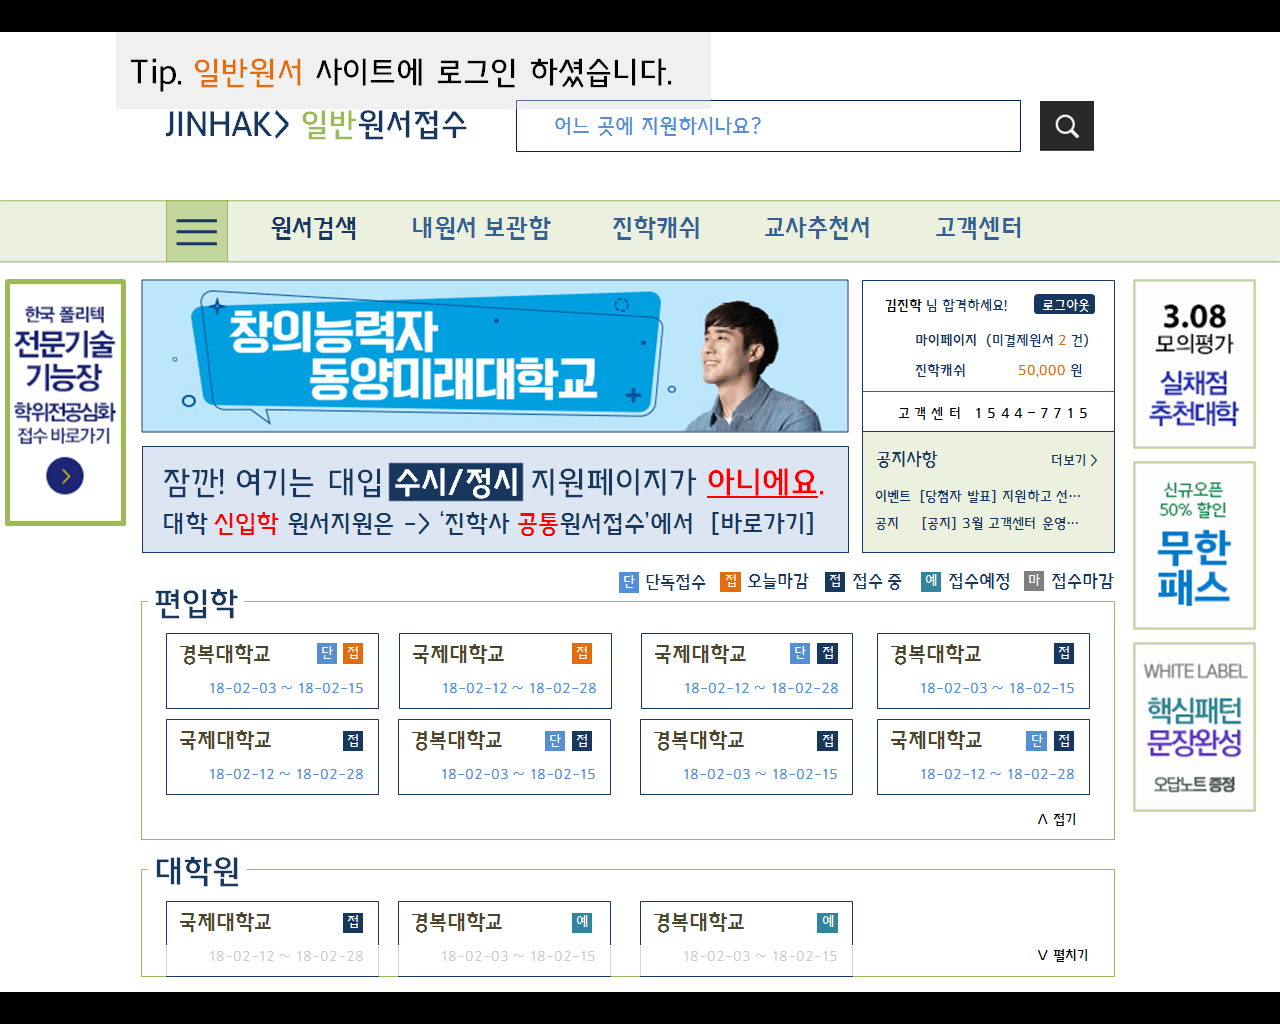 Tip. 일반원서 사이트에 로그인 하셨습니다.
JINHAK> 일반원서접수
어느 곳에 지원하시나요?
원서검색 내원서 보관함 진학캐쉬 교사추천서 고객센터
한국 폴리텍
전문기술
기능장
학위전공심화
접수 바로가기
창의능력자
동양미래대학교
김진학 님 합격하세요! 로그아웃
마이페이지 (미결제원서 2 건)
진학캐쉬 50,000 원
고객센터 1544-7715
공지사항 더보기 >
이벤트 [당첨자 발표] 지원하고 선…
공지 [공지] 3월 고객센터 운영…
3.08
모의평가
실채점
추천대학
신규오픈
50% 할인
무한
패스
WHITE LABEL
핵심패턴
문장완성
오답노트 증정
잠깐! 여기는 대입 수시/정시 지원페이지가 아니에요.
대학 신입학 원서지원은 -> ‘진학사 공통원서접수’에서 [바로가기]
단 단독접수 접 오늘마감 접 접수 중 예 접수예정 마 접수마감
편입학
경복대학교 단 접
18-02-03 ~ 18-02-15
국제대학교 접
18-02-12 ~ 18-02-28
국제대학교 단 접
18-02-12 ~ 18-02-28
경복대학교 접
18-02-03 ~ 18-02-15
국제대학교 접
18-02-12 ~ 18-02-28
경복대학교 단 접
18-02-03 ~ 18-02-15
경복대학교 접
18-02-03 ~ 18-02-15
국제대학교 단 접
18-02-12 ~ 18-02-28
∧ 접기
대학원
국제대학교 접
18-02-12 ~ 18-02-28
경복대학교 예
18-02-03 ~ 18-02-15
경복대학교 예
18-02-03 ~ 18-02-15
∨ 펼치기